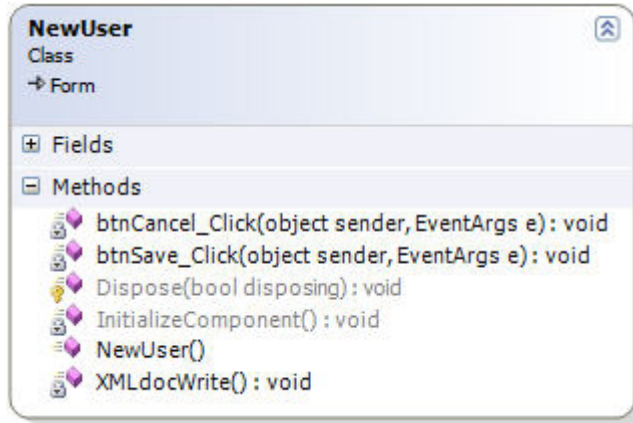 NewUser
Class
Form
Fields
Methods
btnCancel_Click(object sender, EventArgs e) : void
btnSave_Click(object sender, EventArgs e) : void
Dispose(bool disposing) : void
InitializeComponent() : void
NewUser()
XMLdocWrite() : void